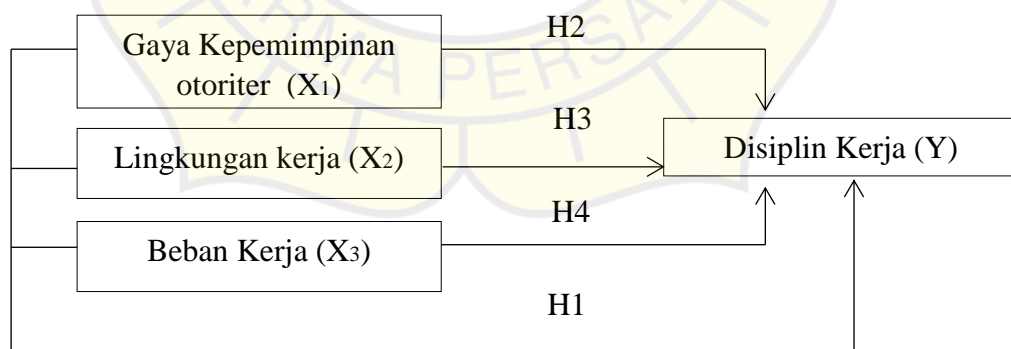 H2
Gaya Kepemimpinan
otoriter (X1)
H3
Lingkungan kerja (X2)
Disiplin Kerja (Y)
H4
Beban Kerja (X3)
H1